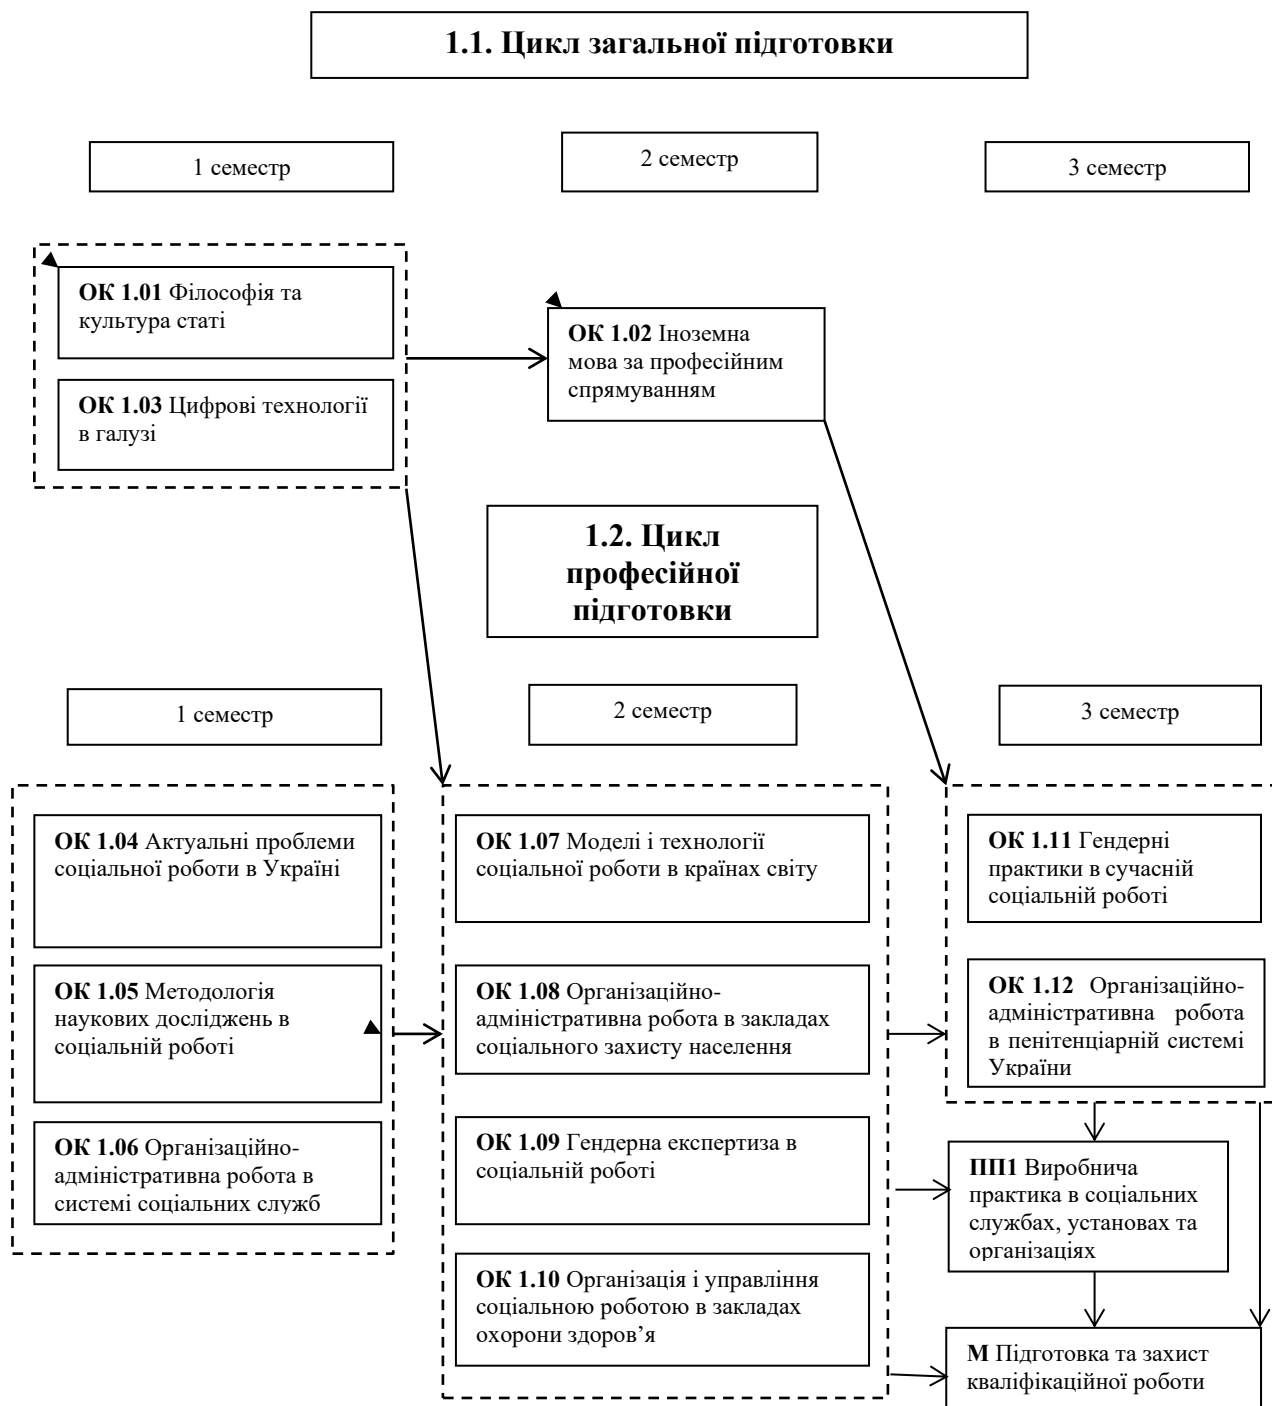 1.1. Цикл загальної підготовки
1 семестр
2 семестр
3 семестр
ОК 1.01 Філософія та
культура статі
ОК 1.03 Цифрові технології
в галузі
ОК 1.02 Іноземна
мова за професійним
спрямуванням
1.2. Цикл
професійної
підготовки
1 семестр
2 семестр
3 семестр
ОК 1.04 Актуальні проблеми
соціальної роботи в Україні
ОК 1.05 Методологія
наукових досліджень в
соціальній роботі
ОК 1.06 Організаційно-
адміністративна робота в
системі соціальних служб
ОК 1.07 Моделі і технології
соціальної роботи в країнах світу
ОК 1.08 Організаційно-
адміністративна робота в закладах
соціального захисту населення
ОК 1.09 Гендерна експертиза в
соціальній роботі
ОК 1.10 Організація і управління
соціальною роботою в закладах
охорони здоров’я
ОК 1.11 Гендерні
практики в сучасній
соціальній роботі
ОК 1.12 Організаційно-
адміністративна робота
в пенітенціарній системі
України
ПП1 Виробнича
практика в соціальних
службах, установах та
організаціях
М Підготовка та захист
кваліфікаційної роботи